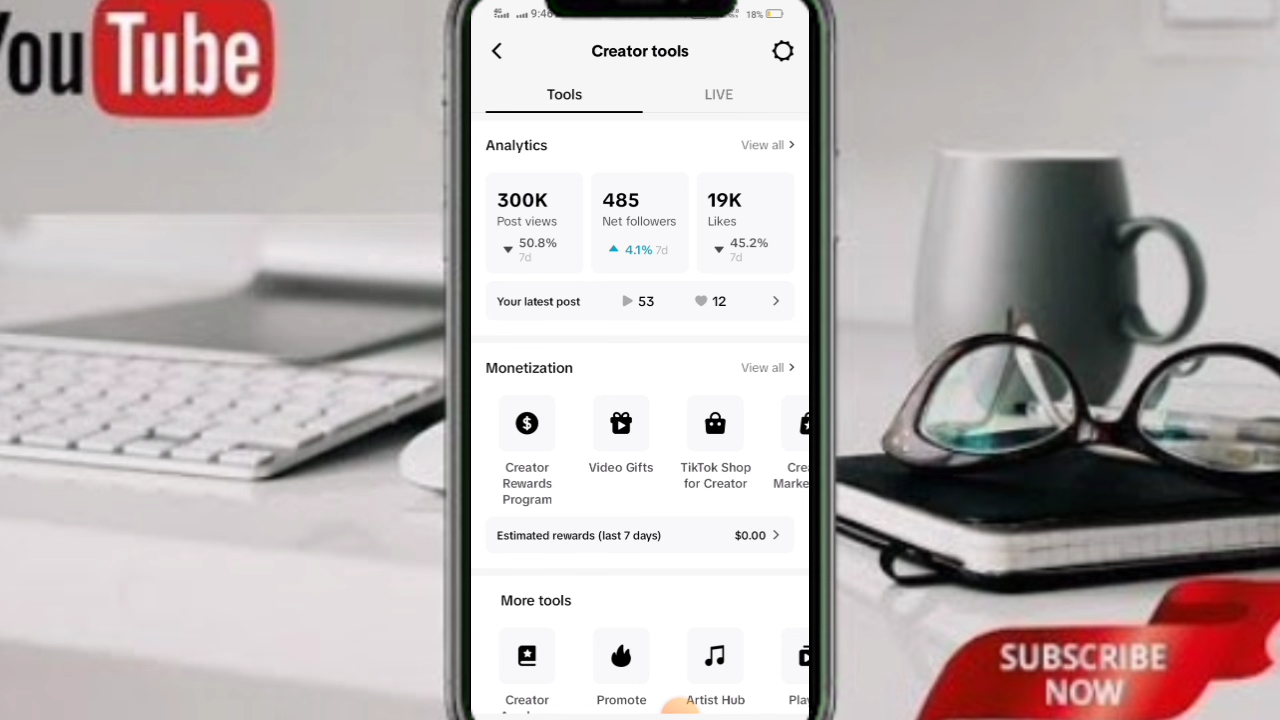 YouTube
9:46
18%
Creator tools
Tools
LIVE
Analytics
View all
300K
Post views
50.8%
7d
485
Net followers
4.1% 7d
19K
Likes
45.2%
7d
Your latest post
53
12
Monetization
View all
Creator
Rewards
Program
Video Gifts
TikTok Shop
for Creator
Estimated rewards (last 7 days)
$0.00
More tools
Creator
Promote
Artist Hub
SUBSCRIBE
NOW